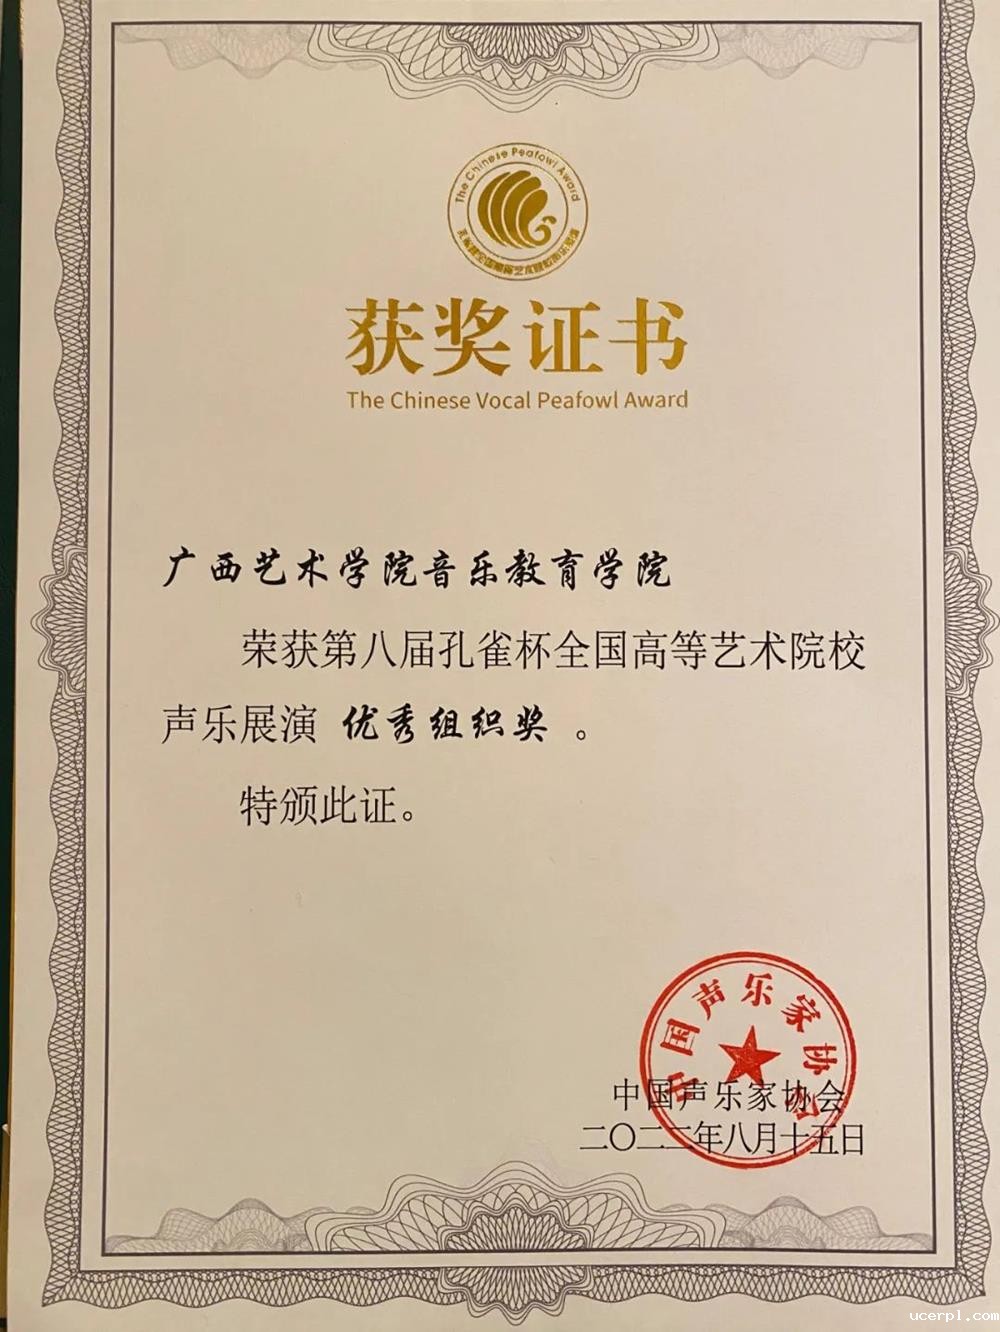 The Chinese Peafowl Award
获奖证书
The Chinese Vocal Peafowl Award
广西艺术学院音乐教育学院
荣获第八届孔雀杯全国高等艺术院校
声乐展演 优秀组织奖 。
特颁此证。
中国声乐家协会
中国声乐家协会
二〇二二年八月十五日
ucerpl.com